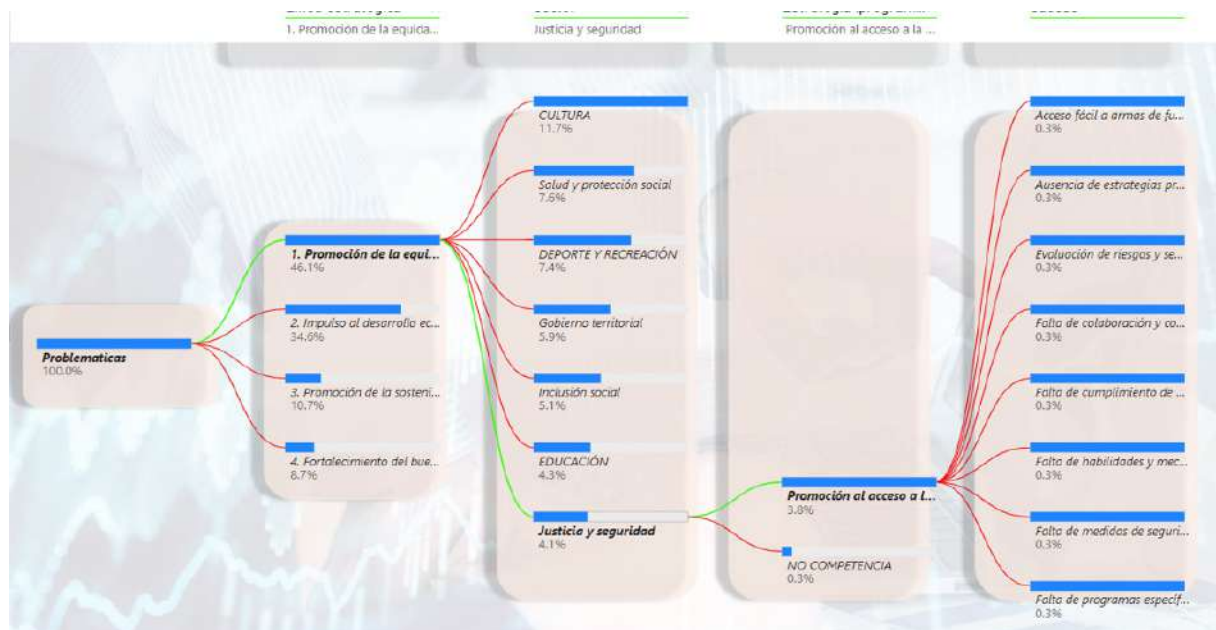 1. Promoción de la equida...
Justicia y seguridad
Promoción al acceso a la ...
Problematicas
100.0%
1. Promoción de la equi...
46.1%
2. Impulso al desarrollo ec...
34.6%
3. Promoción de la sosteni...
10.7%
4. Fortalecimiento del bue...
8.7%
CULTURA
11.7%
Salud y protección social
7.6%
DEPORTE Y RECREACIÓN
7.4%
Gobierno territorial
5.9%
Inclusión social
5.1%
EDUCACIÓN
4.3%
Justicia y seguridad
4.1%
Promoción al acceso a l...
3.8%
NO COMPETENCIA
0.3%
Acceso fácil a armas de fu...
0.3%
Ausencia de estrategias pr...
0.3%
Evaluación de riesgos y se...
0.3%
Falta de colaboración y co...
0.3%
Falta de cumplimiento de ...
0.3%
Falta de habilidades y mec...
0.3%
Falta de medidas de seguri...
0.3%
Falta de programas específ...
0.3%